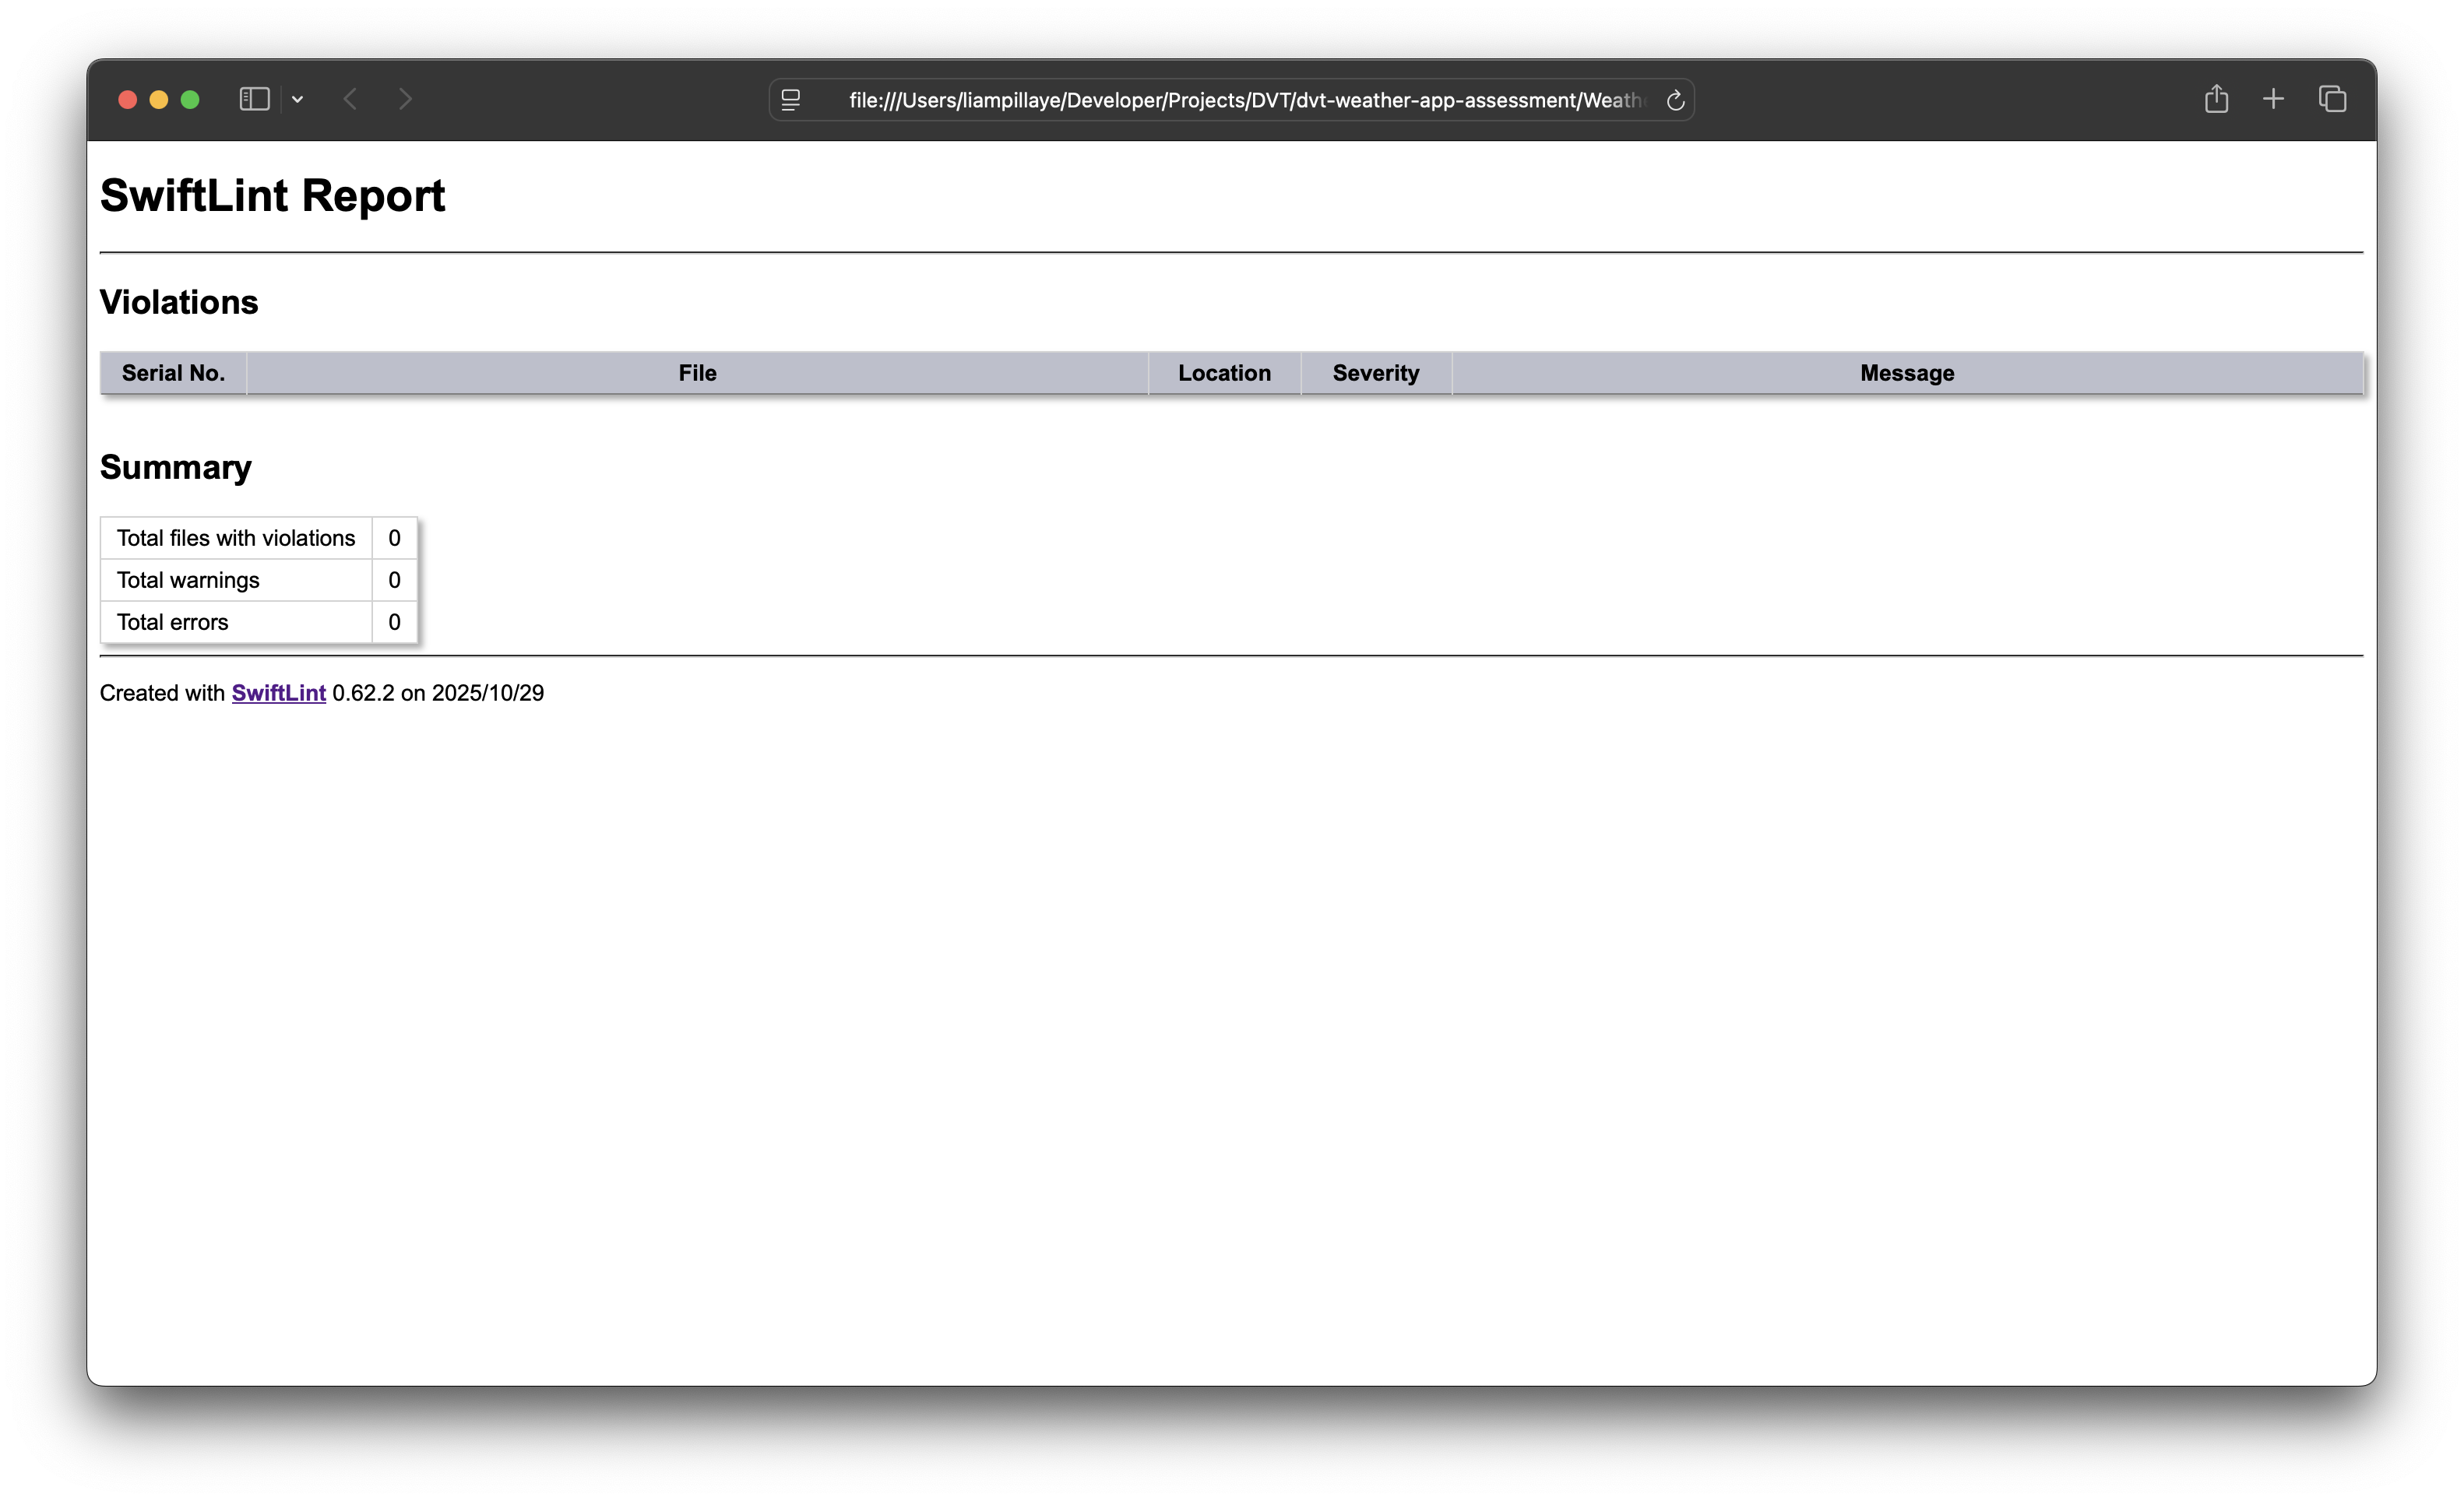 file:///Users/liampillaye/Developer/Projects/DVT/dvt-weather-app-assessment/Weathe
SwiftLint Report
Violations
Serial No. File Location Severity Message
Summary
Total files with violations 0
Total warnings 0
Total errors 0
Created with SwiftLint 0.62.2 on 2025/10/29